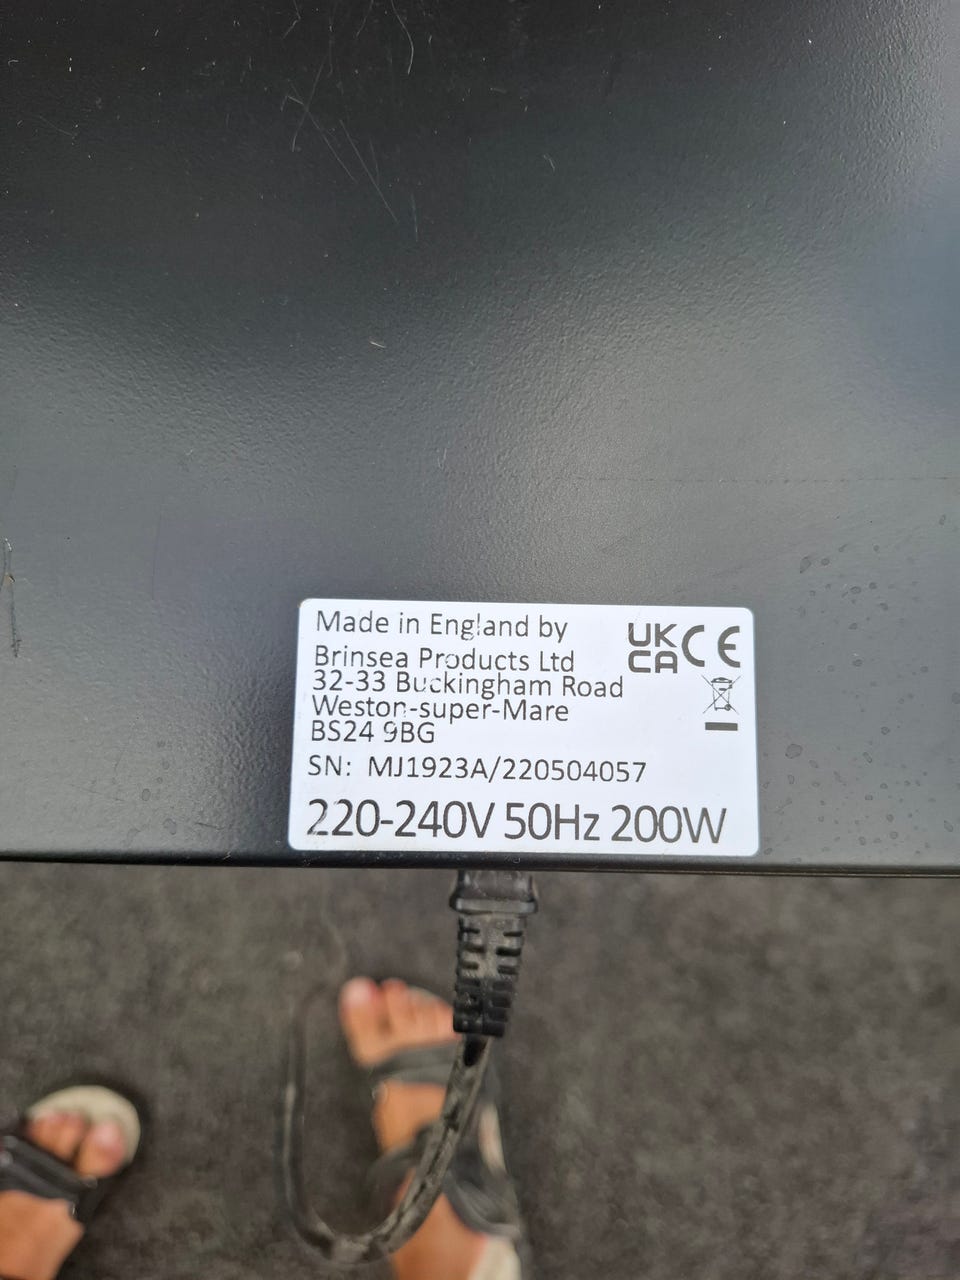 Made in England by
Brinsea Products Ltd
32-33 Buckingham Road
Weston-super-Mare
BS24 9BG
UK
CA CE
SN: MJ1923A/220504057
220-240V 50Hz 200W